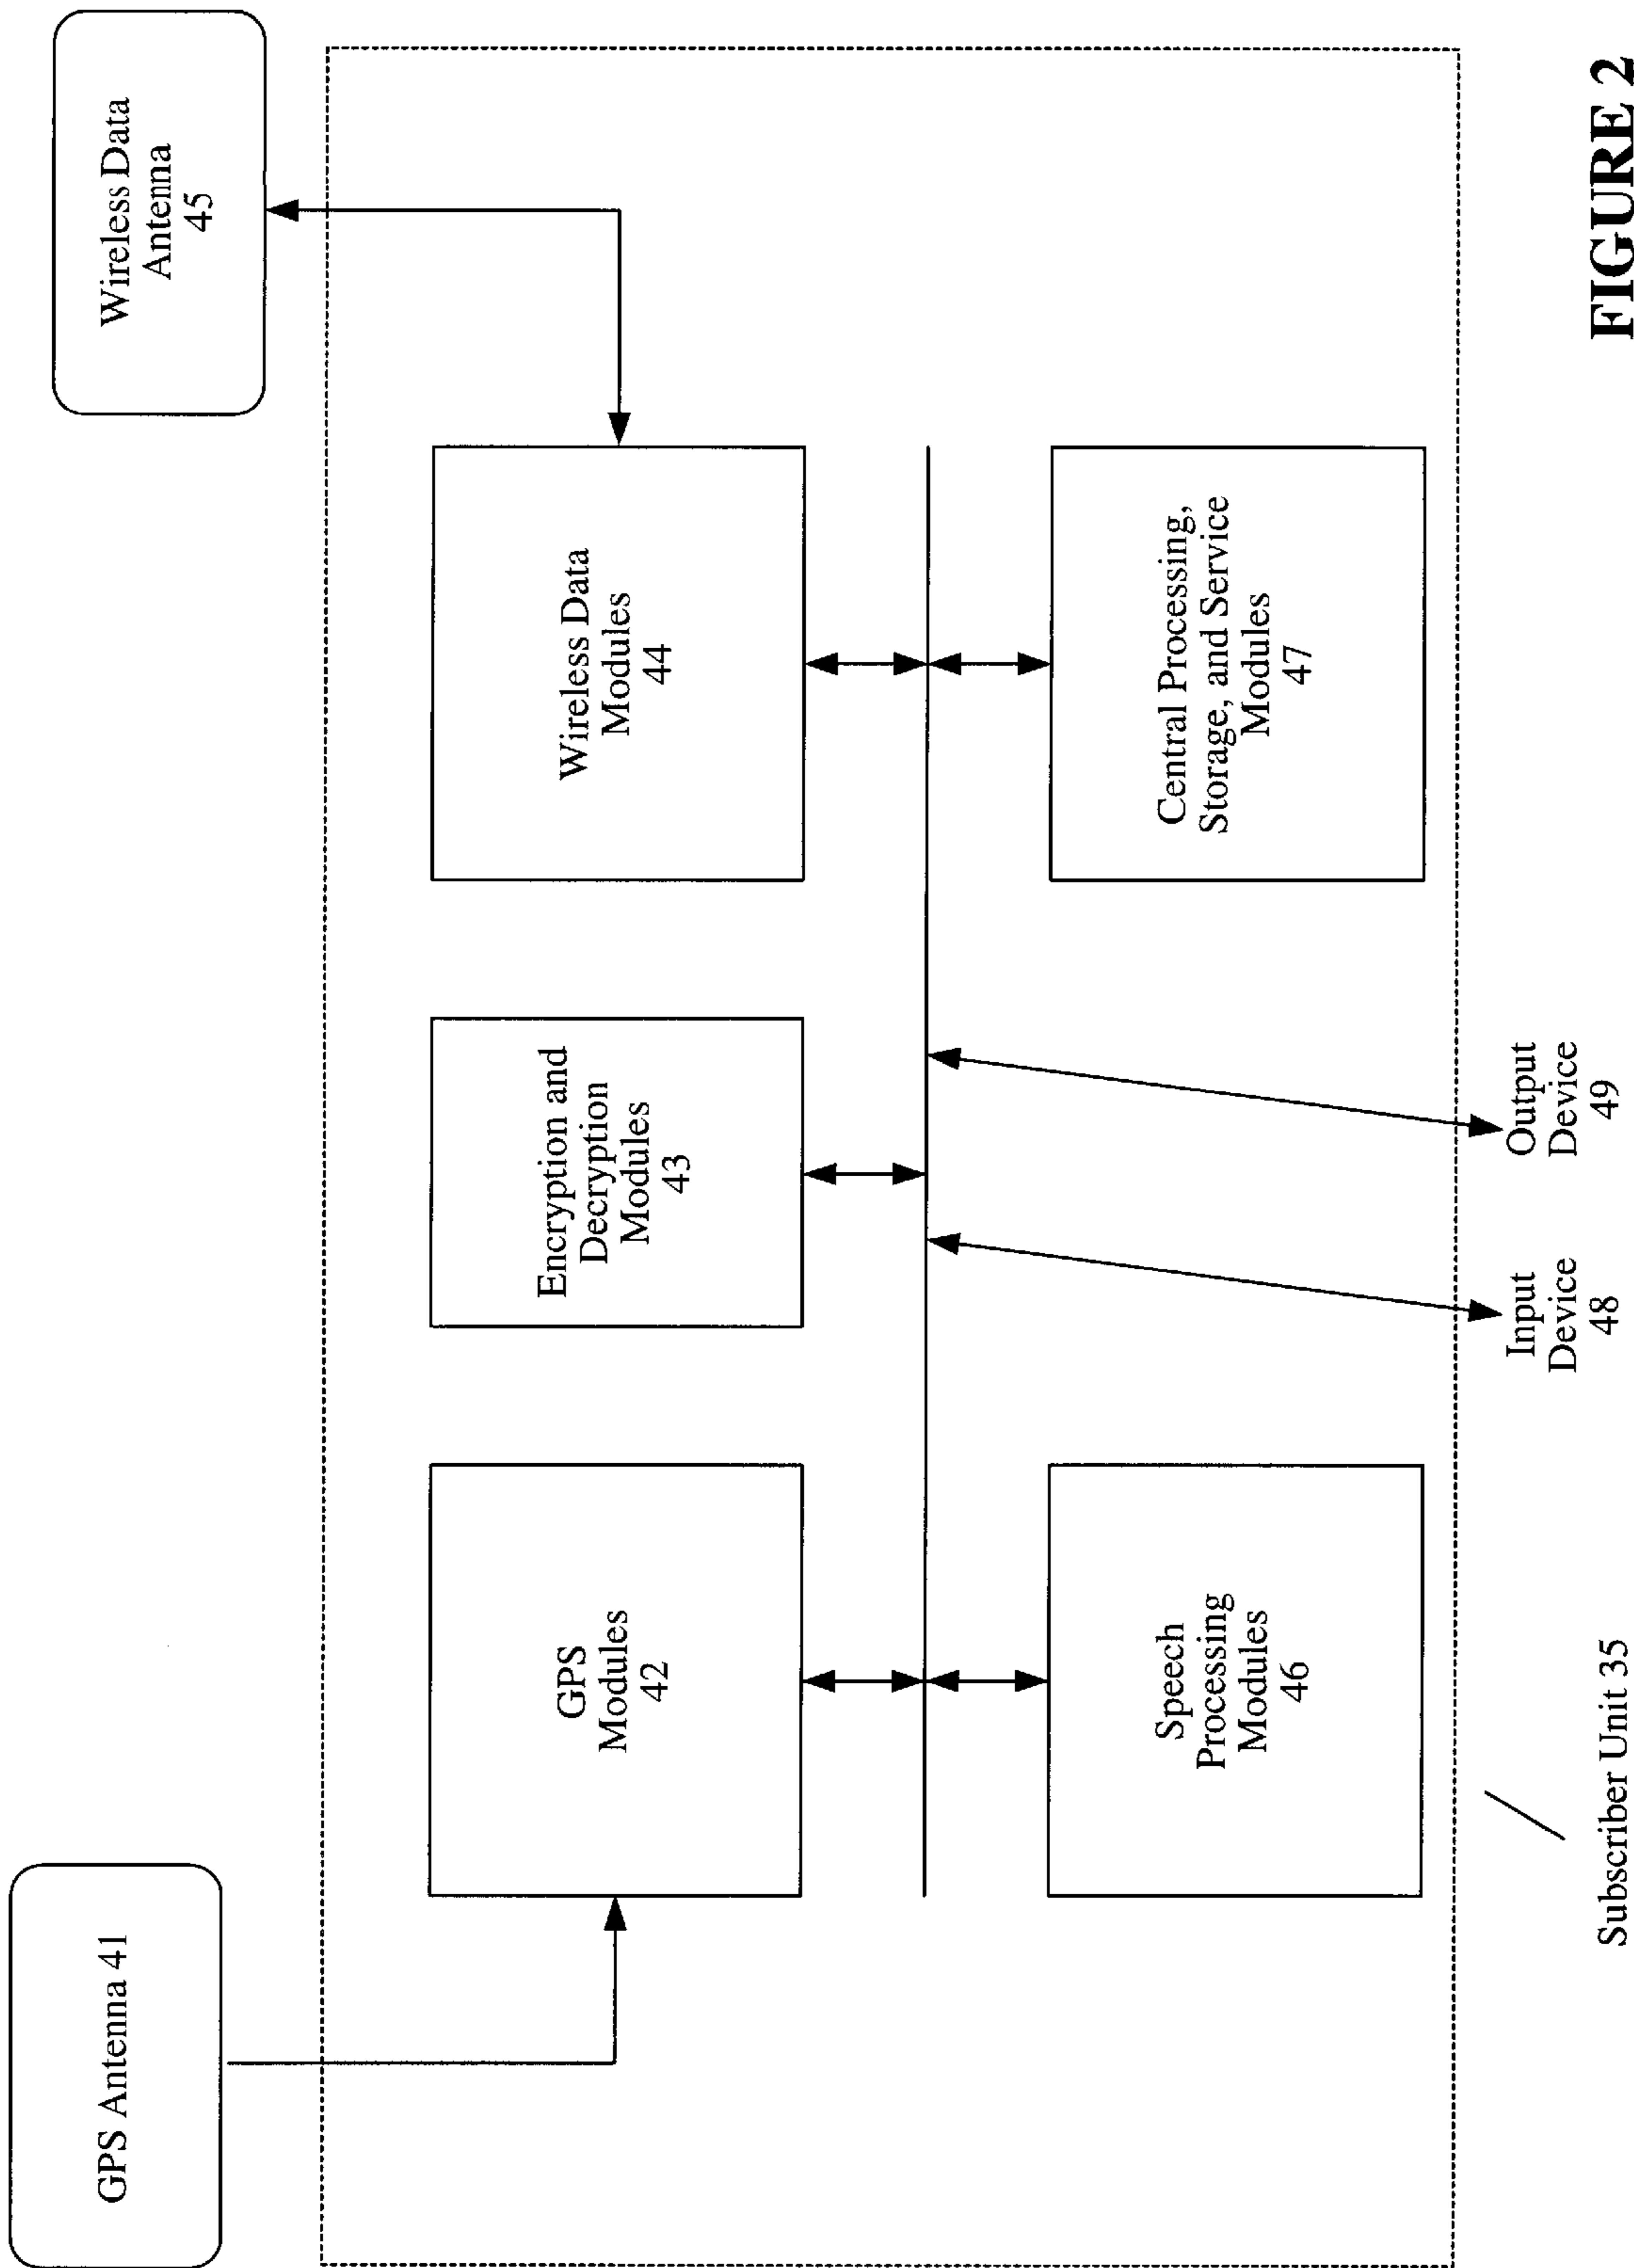 GPS Antenna 41
Wireless Data
Antenna
45
GPS
Modules
42
Encryption and
Decryption
Modules
43
Wireless Data
Modules
44
Speech
Processing
Modules
46
Central Processing,
Storage, and Service
Modules
47
Input
Device
48
Output
Device
49
Subscriber Unit 35
FIGURE 2